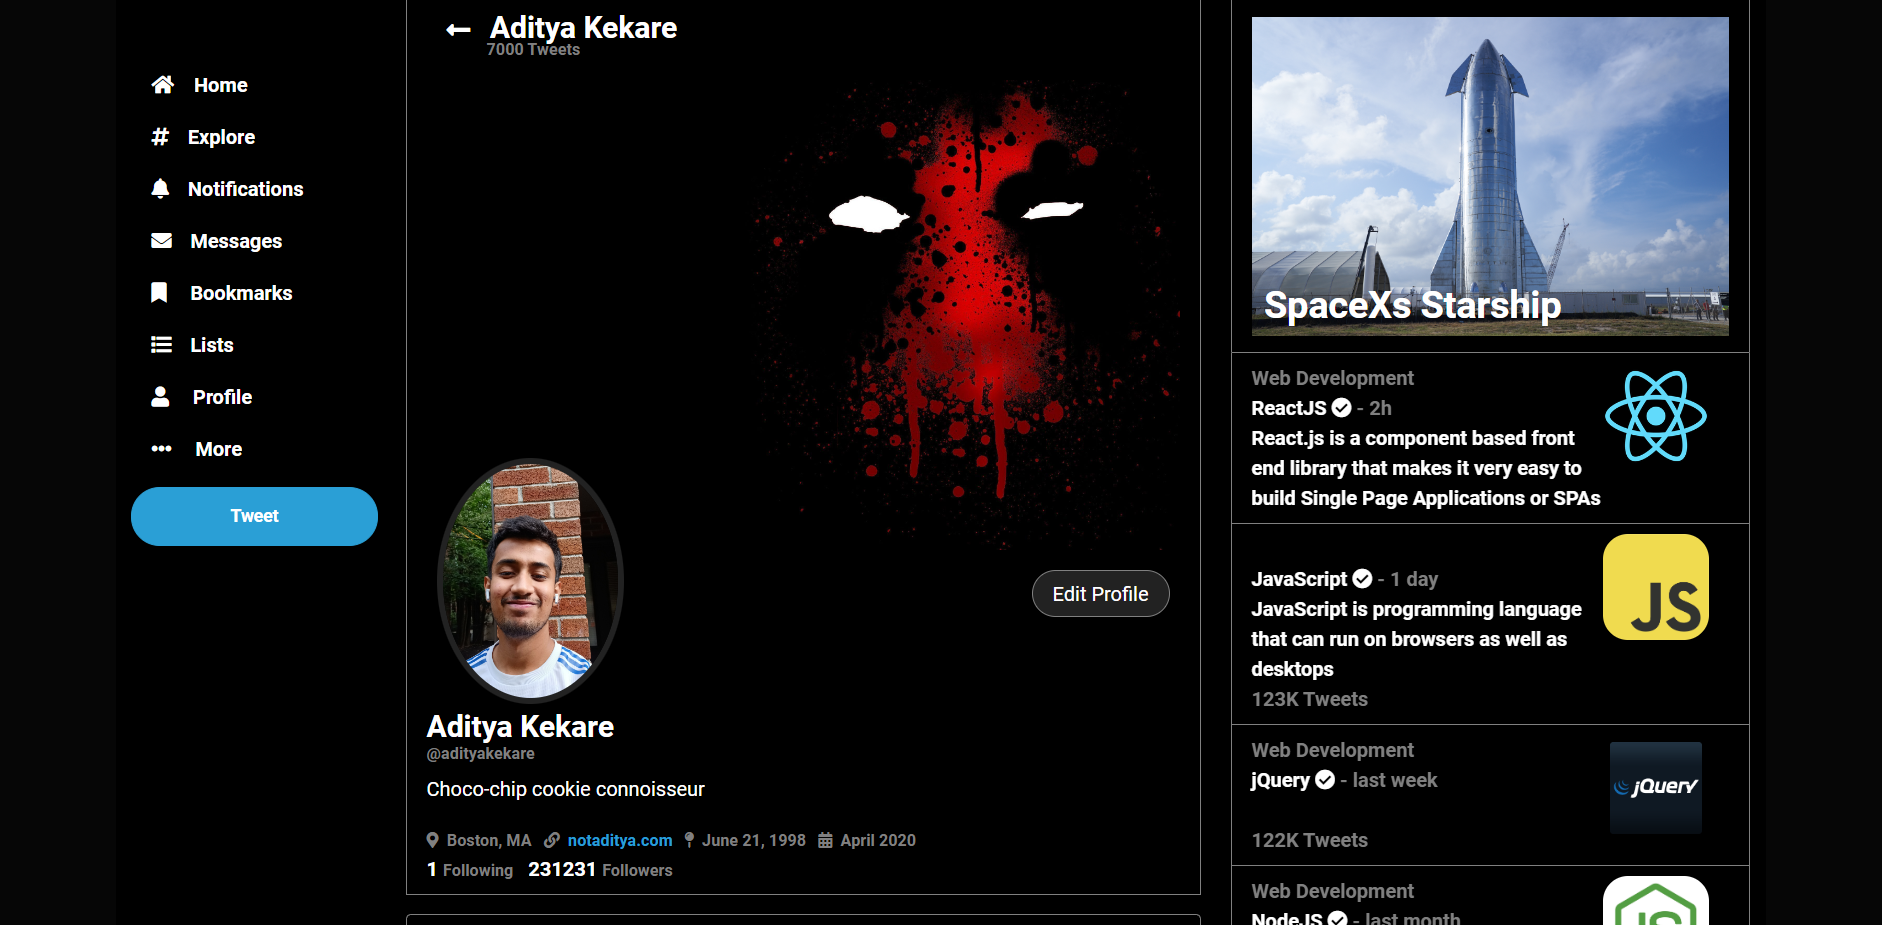 Home
Explore
Notifications
Messages
Bookmarks
Lists
Profile
More
Tweet
Aditya Kekare
7000 Tweets
Edit Profile
Aditya Kekare
@adityakekare
Choco-chip cookie connoisseur
Boston, MA notaditya.com June 21, 1998 April 2020
1 Following 231231 Followers
SpaceXs Starship
Web Development
ReactJS - 2h
React.js is a component based front
end library that makes it very easy to
build Single Page Applications or SPAs
JavaScript - 1 day
JavaScript is programming language
that can run on browsers as well as
desktops
123K Tweets
JS
Web Development
jQuery - last week
122K Tweets
jQuery
Web Development
NodeJS - last month
JS